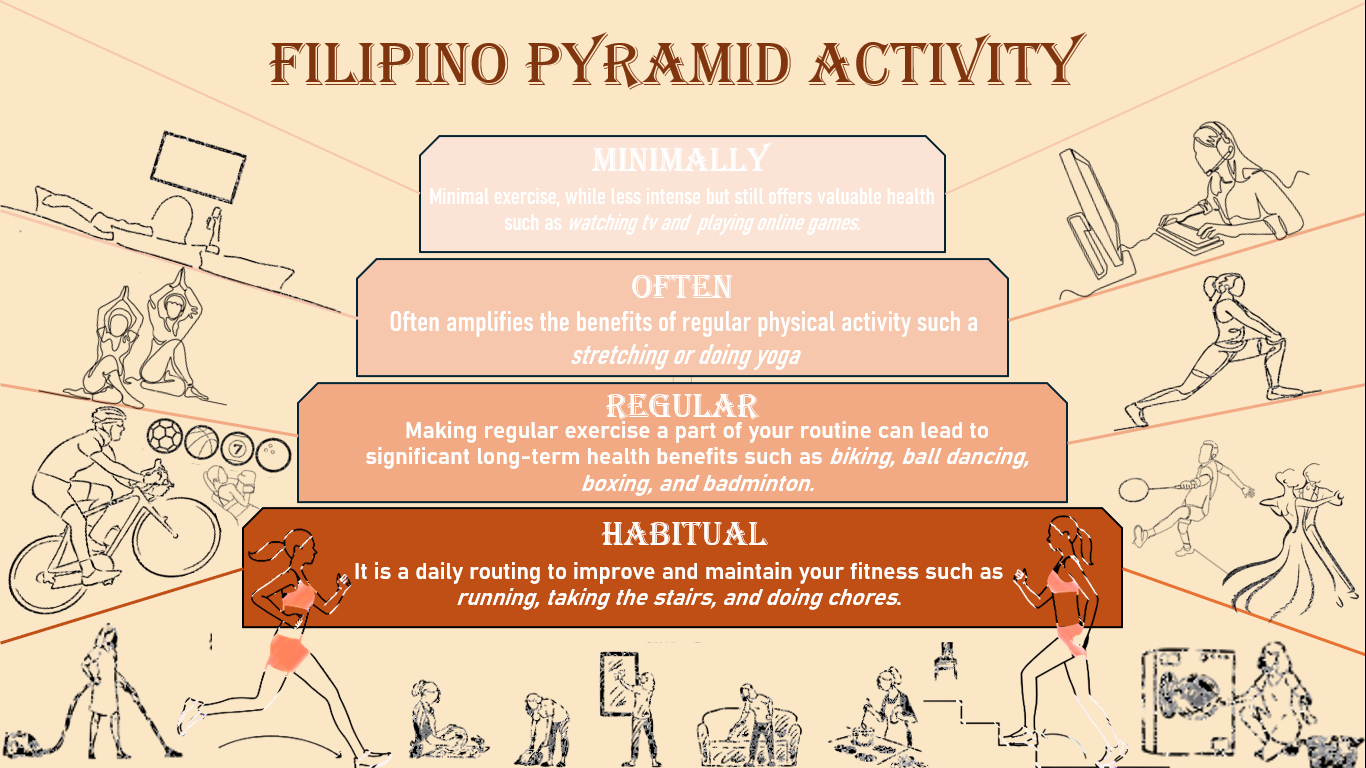 FILIPINO PYRAMID ACTIVITY
MINIMALLY
Minimal exercise, while less intense but still offers valuable health
such as watching tv and playing online games.
OFTEN
Often amplifies the benefits of regular physical activity such a
stretching or doing yoga
REGULAR
Making regular exercise a part of your routine can lead to
significant long-term health benefits such as biking, ball dancing,
boxing, and badminton.
7
HABITUAL
It is a daily routing to improve and maintain your fitness such as
running, taking the stairs, and doing chores.